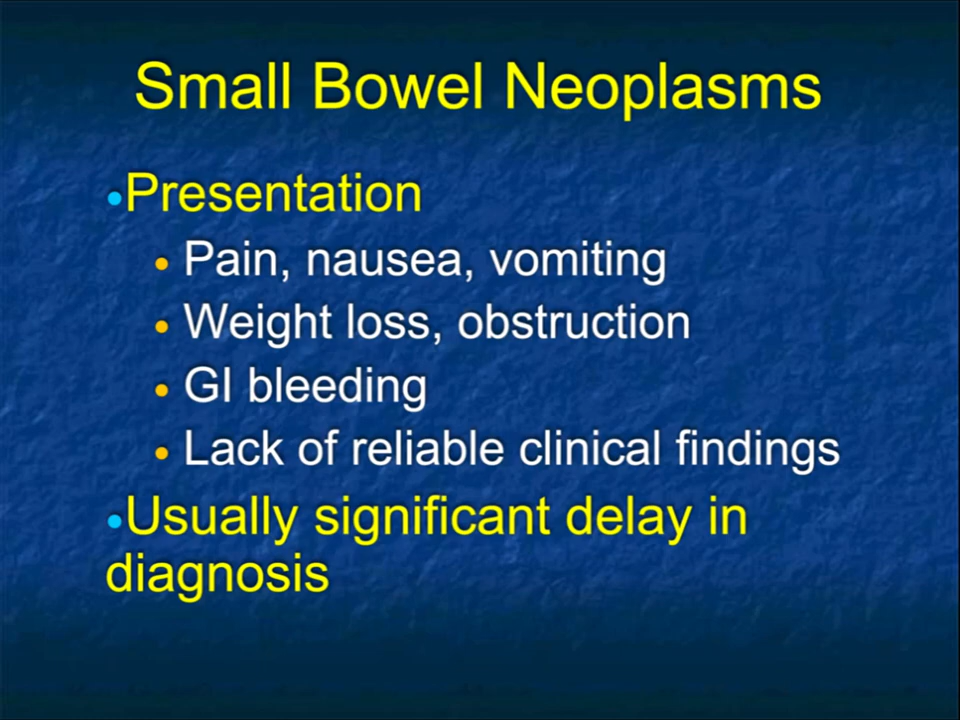 Small Bowel Neoplasms
•Presentation
• Pain, nausea, vomiting
• Weight loss, obstruction
• GI bleeding
• Lack of reliable clinical findings
•Usually significant delay in
diagnosis